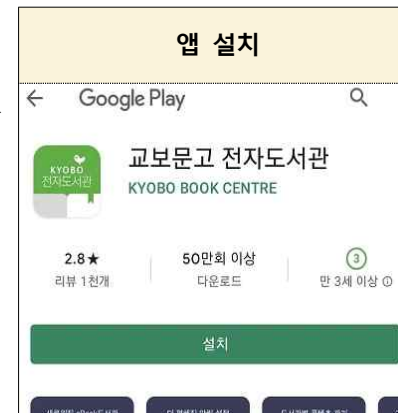 앱 설치
← Google Play
KYOBO
전자도서관
교보문고 전자도서관
KYOBO BOOK CENTRE
2.8★
리뷰 1천개
50만회 이상
다운로드
3
만 3세 이상
설치